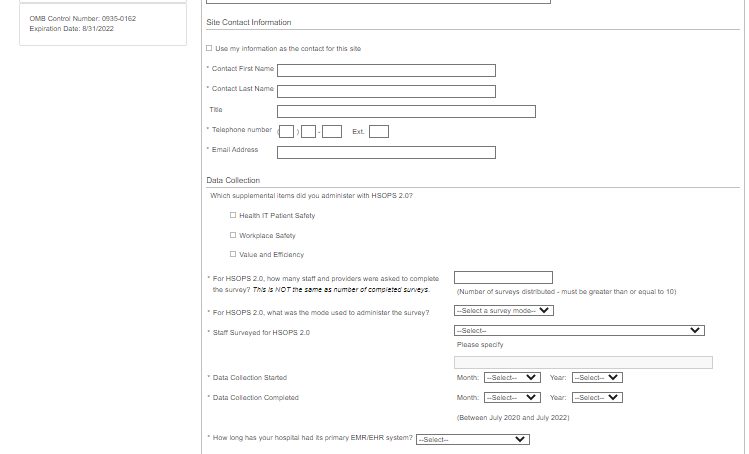 OMB Control Number: 0935-0162
Expiration Date: 8/31/2022
Site Contact Information
Use my information as the contact for this site
* Contact First Name
* Contact Last Name
Title
* Telephone number ( ) - Ext.
* Email Address
Data Collection
Which supplemental items did you administer with HSOPS 2.0?
Health IT Patient Safety
Workplace Safety
Value and Efficiency
* For HSOPS 2.0, how many staff and providers were asked to complete
the survey? This is NOT the same as number of completed surveys.
(Number of surveys distributed - must be greater than or equal to 10)
* For HSOPS 2.0, what was the mode used to administer the survey? --Select a survey mode--
* Staff Surveyed for HSOPS 2.0 --Select--
Please specify
* Data Collection Started Month: --Select-- Year: --Select--
* Data Collection Completed Month: --Select-- Year: --Select--
(Between July 2020 and July 2022)
* How long has your hospital had its primary EMR/EHR system? --Select--